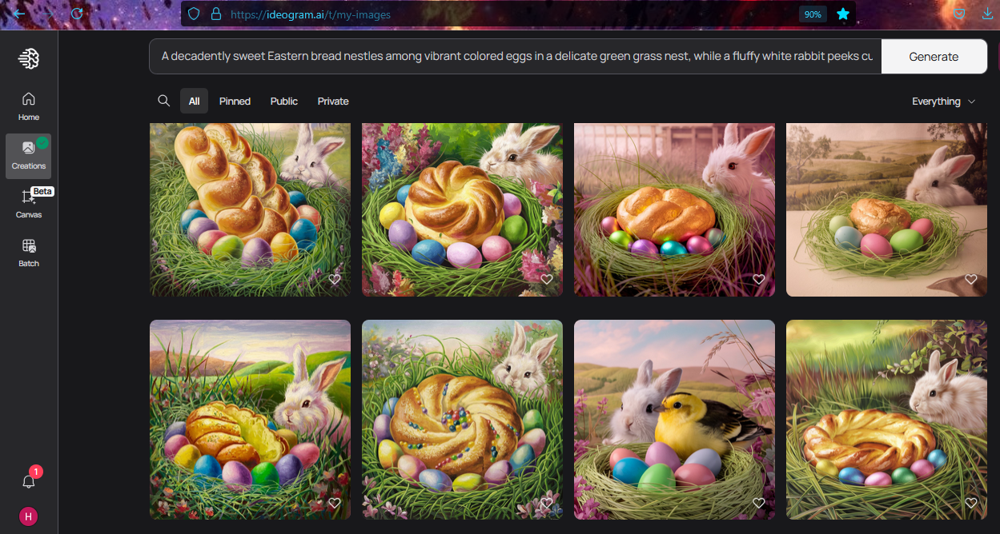 https://ideogram.ai/t/my-images
90%
A decadently sweet Eastern bread nestles among vibrant colored eggs in a delicate green grass nest, while a fluffy white rabbit peeks cu
Generate
All
Pinned
Public
Private
Everything
Home
Creations
Beta
Canvas
Batch
1
H